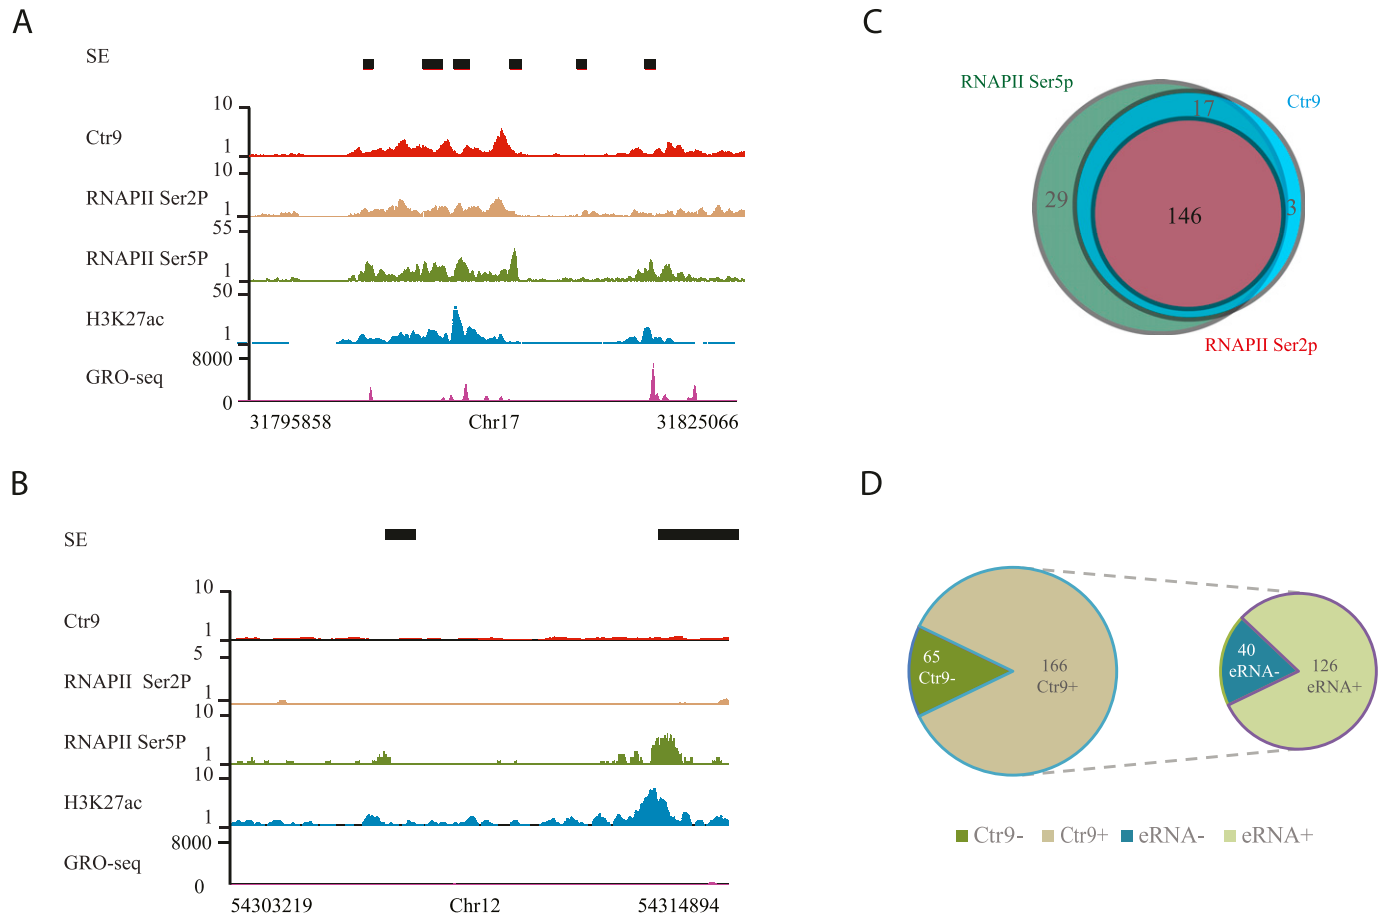 A
SE
10
Ctr9
1
10
RNAPII Ser2P
1
55
RNAPII Ser5P
1
50
H3K27ac
1
8000
GRO-seq
0
31795858 Chr17 31825066
B
SE
10
Ctr9
1
5
RNAPII Ser2P
1
10
RNAPII Ser5P
1
10
H3K27ac
1
8000
GRO-seq
0
54303219 Chr12 54314894
C
RNAPII Ser5p
Ctr9
17
29
146
3
RNAPII Ser2p
D
65
Ctr9-
166
Ctr9+
40
eRNA-
126
eRNA+
Ctr9- Ctr9+ eRNA- eRNA+